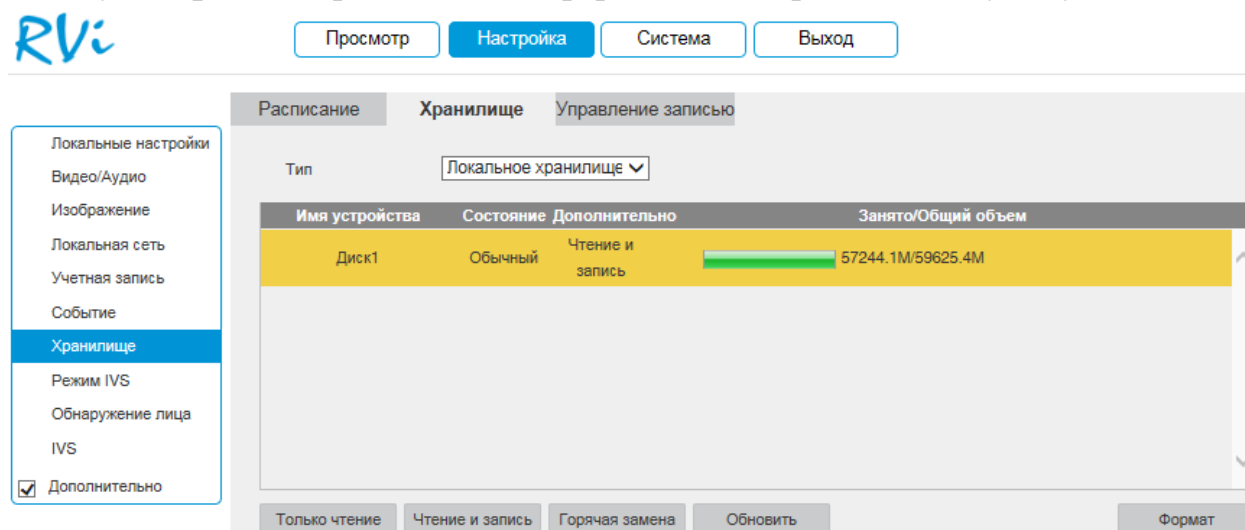 RVi
Просмотр Настройка Система Выход
Расписание Хранилище Управление записью
Локальные настройки
Видео/Аудио
Изображение
Локальная сеть
Учетная запись
Событие
Хранилище
Режим IVS
Обнаружение лица
IVS
Дополнительно
Тип Локальное хранилище
Имя устройства Состояние Дополнительно Занято/Общий объем
Диск1 Обычный Чтение и
запись 57244.1M/59625.4M
Только чтение Чтение и запись Горячая замена Обновить Формат